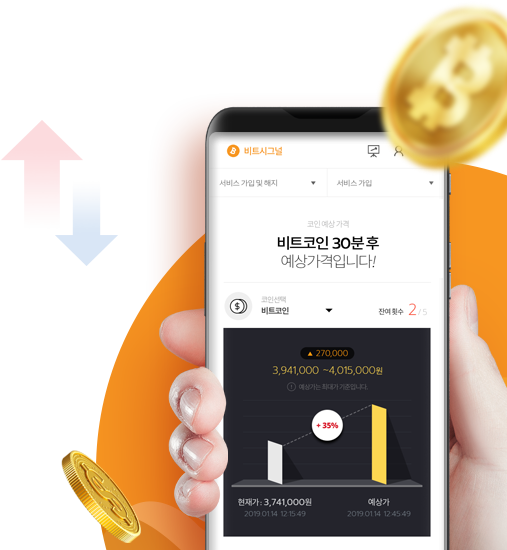 비트시그널
서비스 가입 및 해지 ▼ 서비스 가입 ▼
코인 예상 가격
비트코인 30분 후
예상가격입니다!
코인선택
비트코인 ▼ 잔여 횟수 2 / 5
▲ 270,000
3,941,000 ~4,015,000원
예상가는 최대가 기준입니다.
+ 35%
현재가 : 3,741,000원 예상가
2019.01.14 12:15:49 2019.01.14 12:45:49